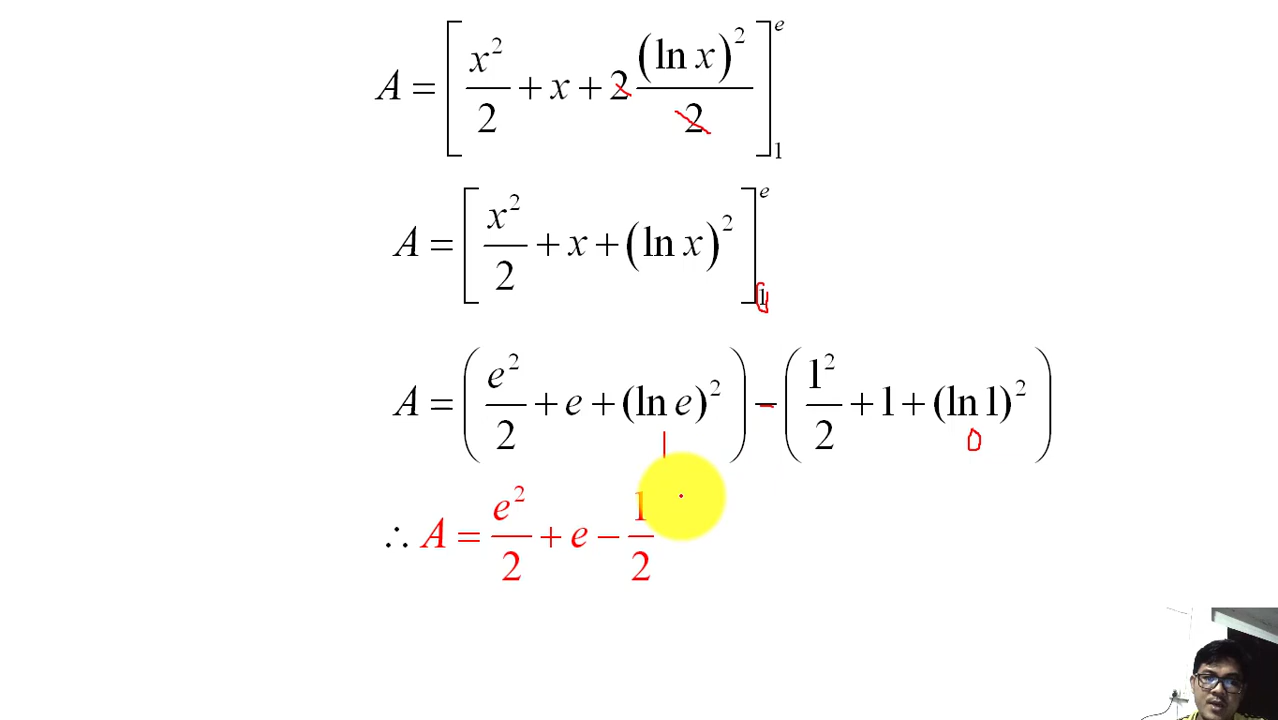 A = [ x²/2 + x + 2 (ln x)²/2 ]₁ᵉ
A = [ x²/2 + x + (ln x)² ]₁ᵉ
A = ( e²/2 + e + (ln e)² ) − ( 1²/2 + 1 + (ln 1)² )
1 0
∴ A = e²/2 + e − 1/2